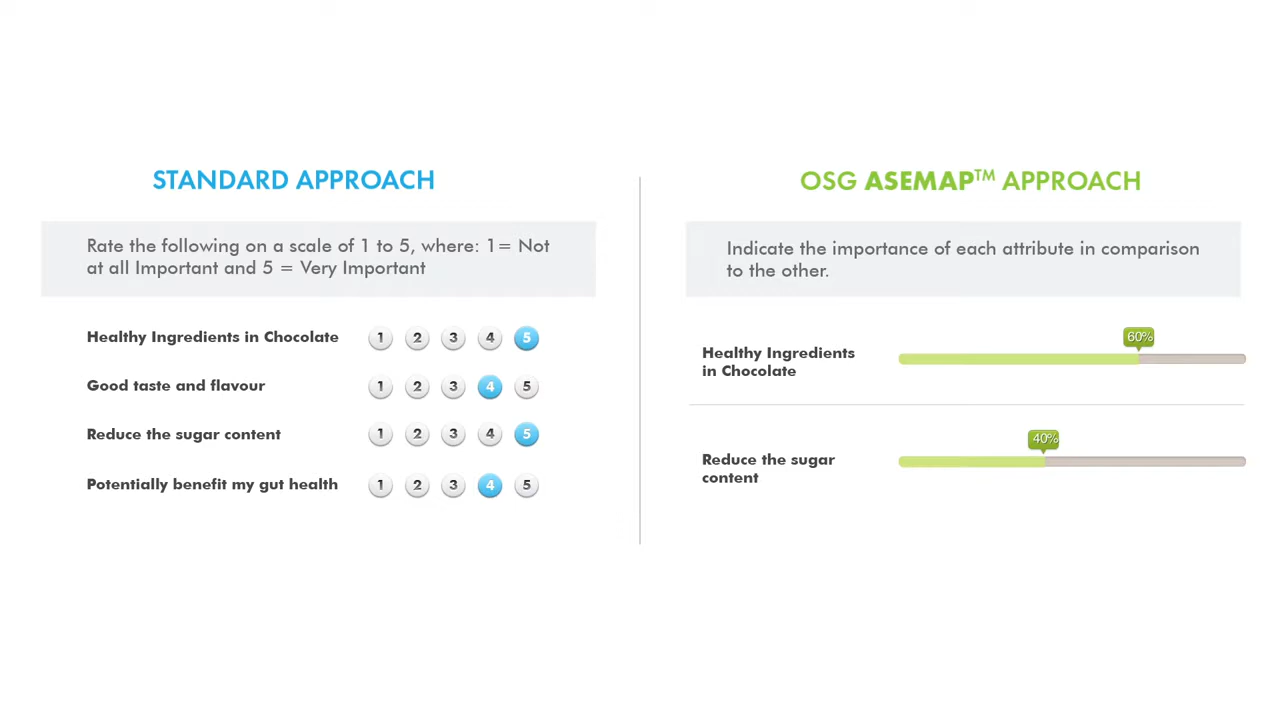 STANDARD APPROACH
Rate the following on a scale of 1 to 5, where: 1= Not
at all Important and 5 = Very Important
Healthy Ingredients in Chocolate 1 2 3 4 5
Good taste and flavour 1 2 3 4 5
Reduce the sugar content 1 2 3 4 5
Potentially benefit my gut health 1 2 3 4 5
OSG ASEMAP™ APPROACH
Indicate the importance of each attribute in comparison
to the other.
60%
Healthy Ingredients
in Chocolate
40%
Reduce the sugar
content